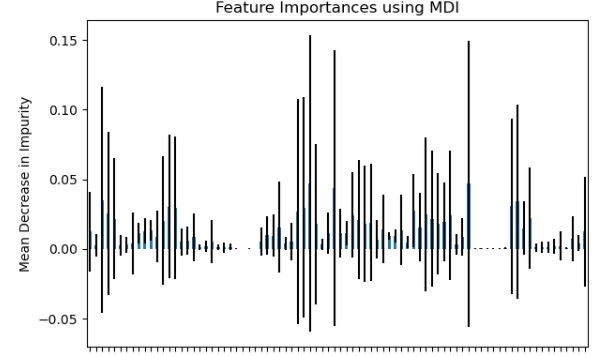 Feature Importances using MDI
0.15
0.10
0.05
0.00
−0.05
Mean Decrease in Impurity